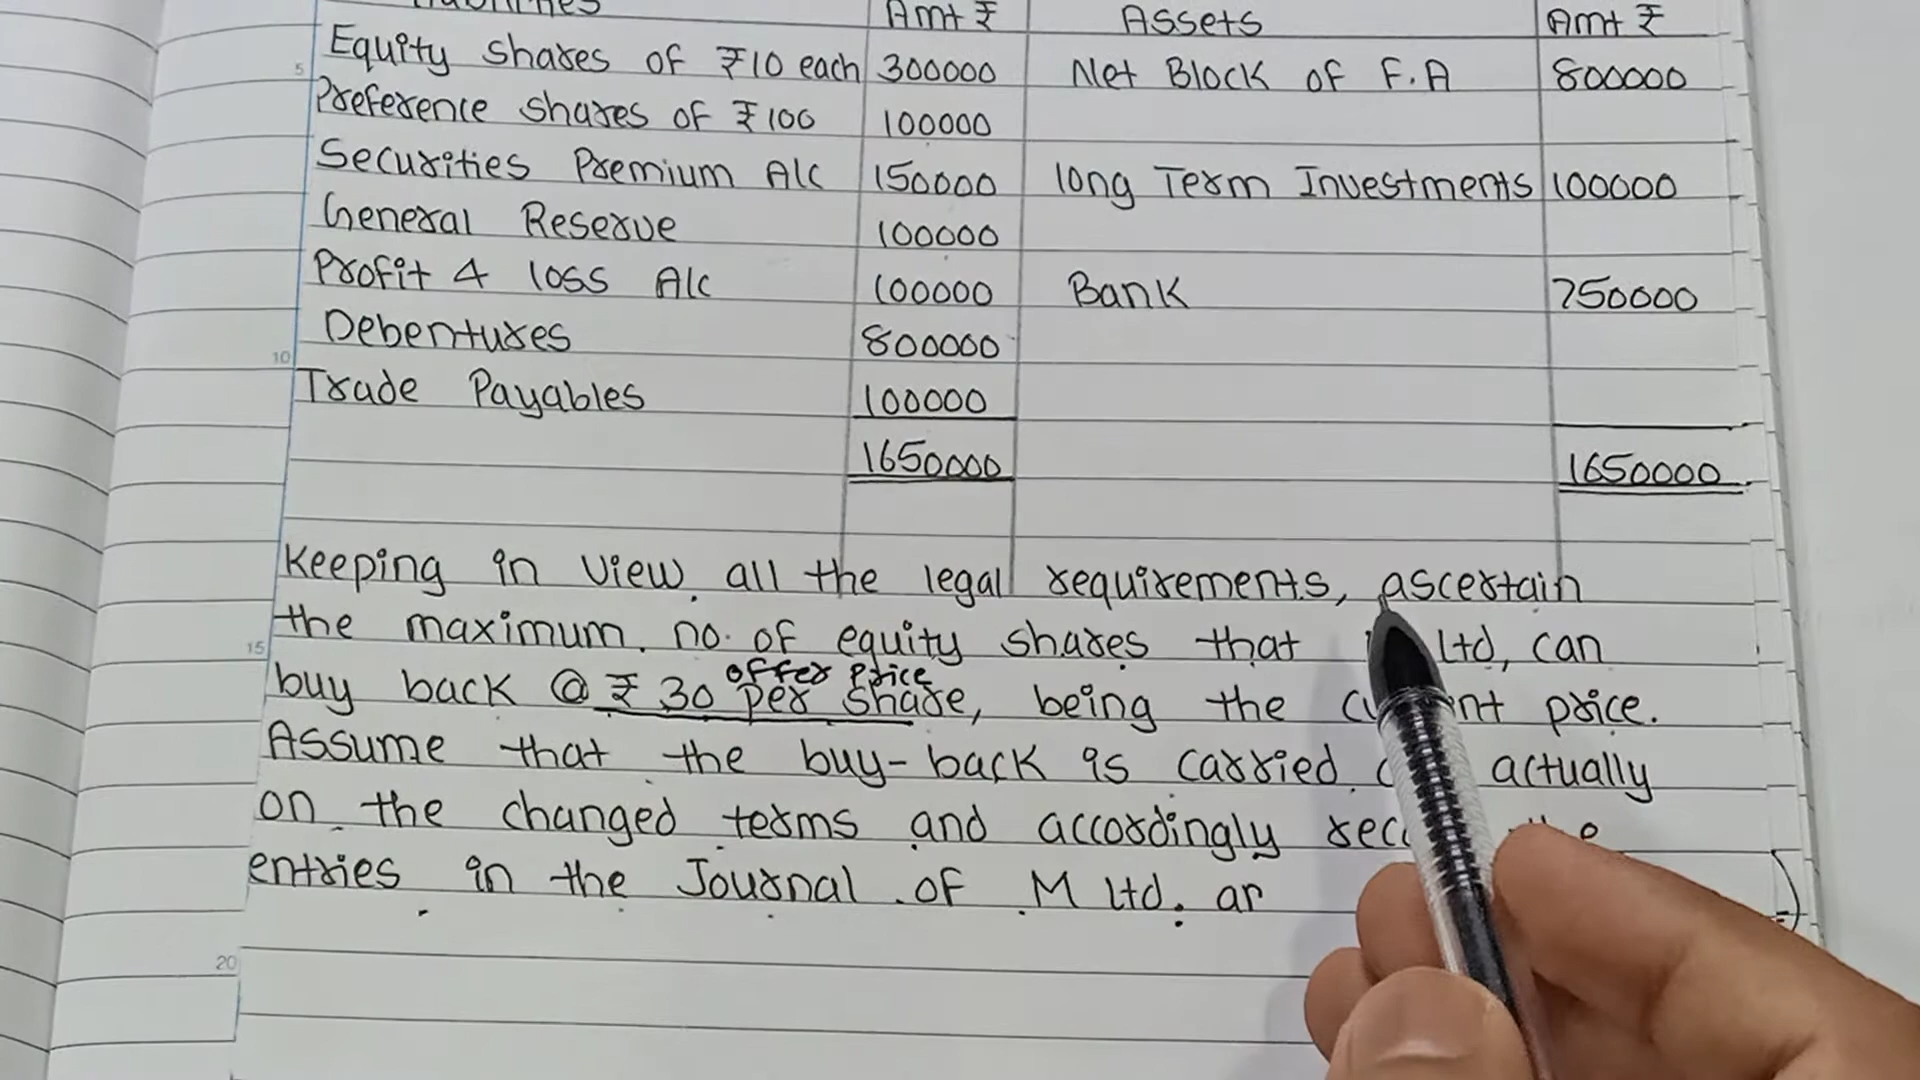 Amt ₹ Assets Amt ₹
Equity shares of ₹10 each 300000 Net Block of F.A 800000
5
Preference shares of ₹100 100000
Securities Premium A/c 150000 long Term Investments 100000
General Reserve 100000
Profit & loss A/c 100000 Bank 750000
Debentures 800000
10
Trade Payables 100000
1650000 1650000
Keeping in view all the legal requirements, ascertain
the maximum no. of equity shares that Ltd, can
15
offer Price
buy back @ ₹ 30 per share, being the price.
Assume that the buy-back is carried actually
on the changed terms and accordingly
entries in the Journal of M Ltd.
20